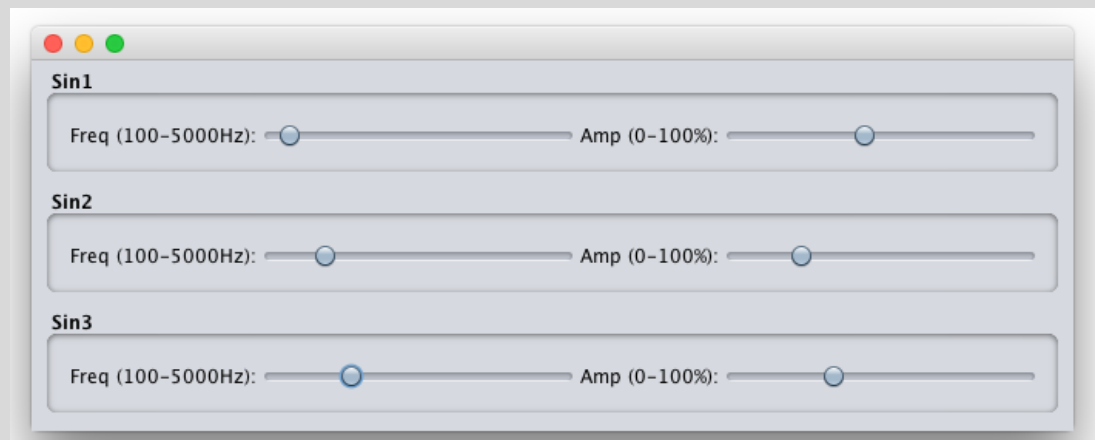 Sin1
Freq (100-5000Hz): Amp (0-100%):
Sin2
Freq (100-5000Hz): Amp (0-100%):
Sin3
Freq (100-5000Hz): Amp (0-100%):